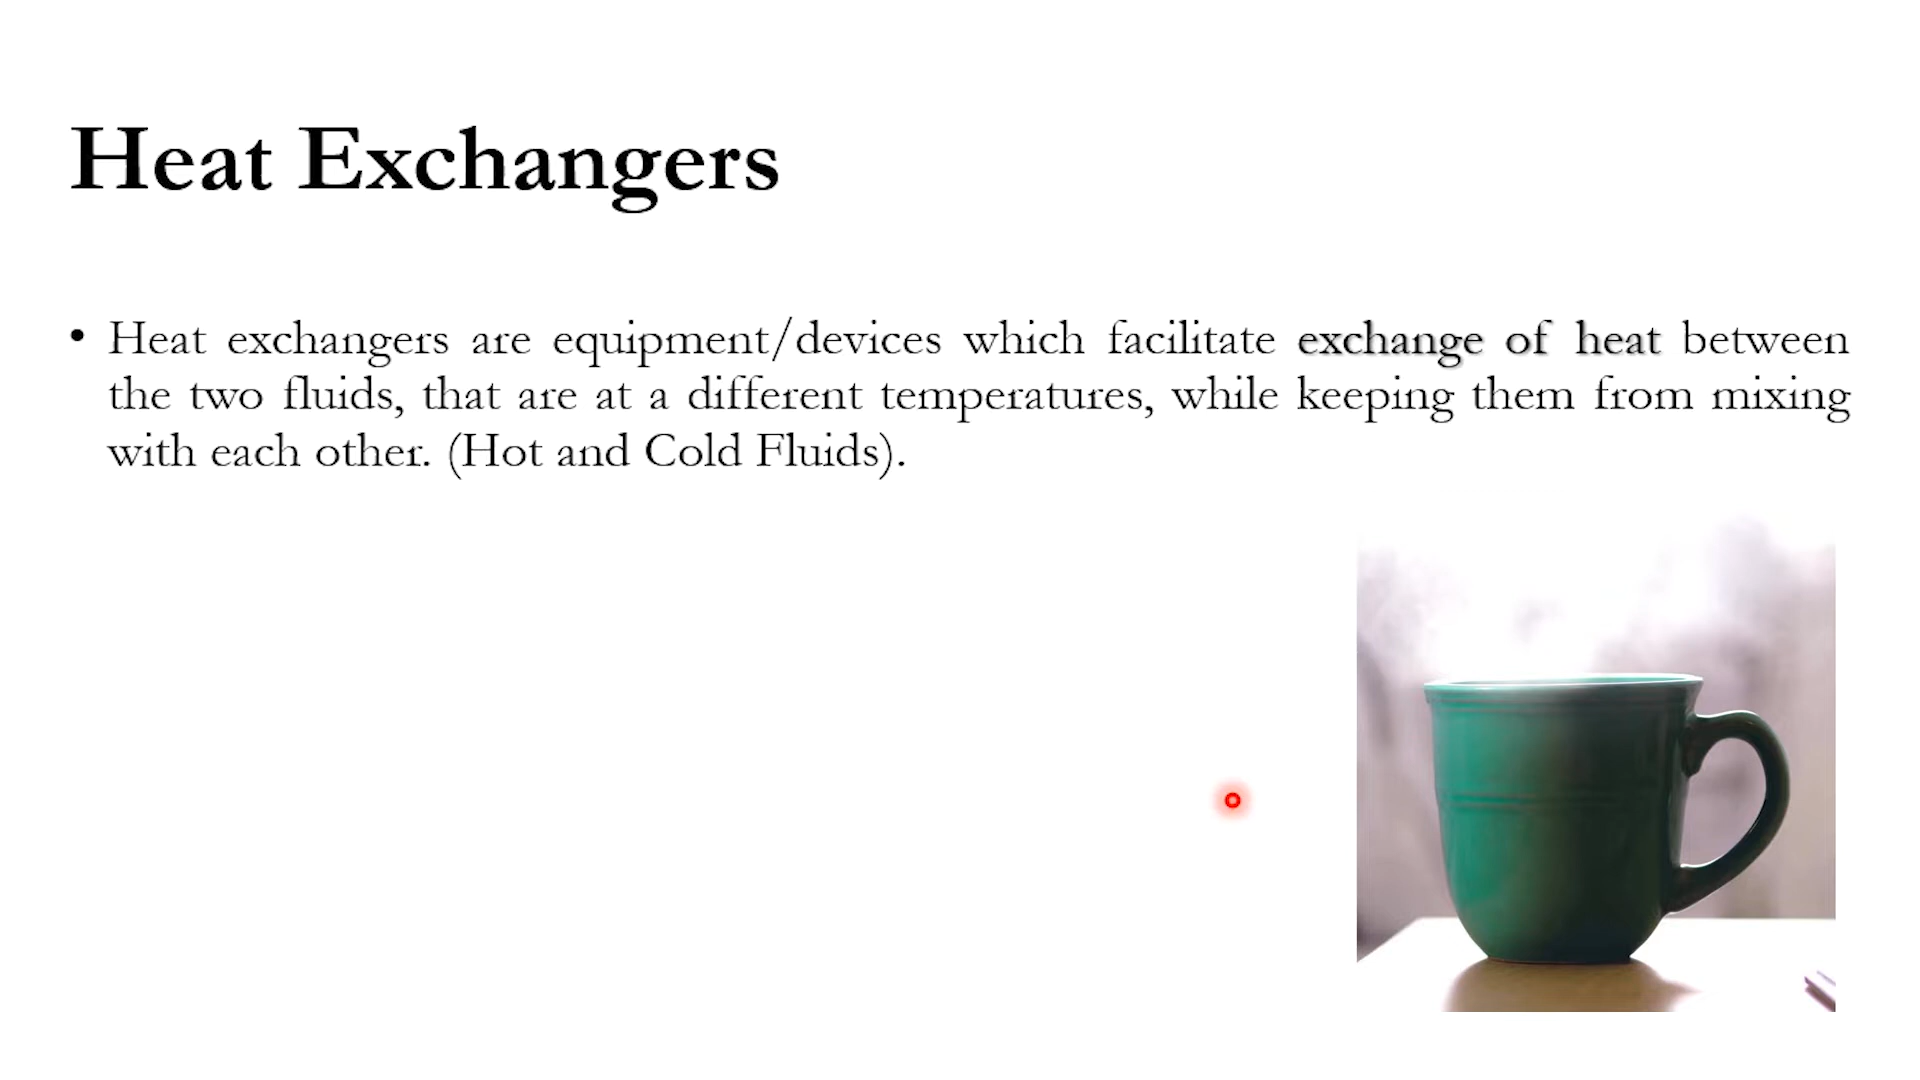 Heat Exchangers
• Heat exchangers are equipment/devices which facilitate exchange of heat between
the two fluids, that are at a different temperatures, while keeping them from mixing
with each other. (Hot and Cold Fluids).